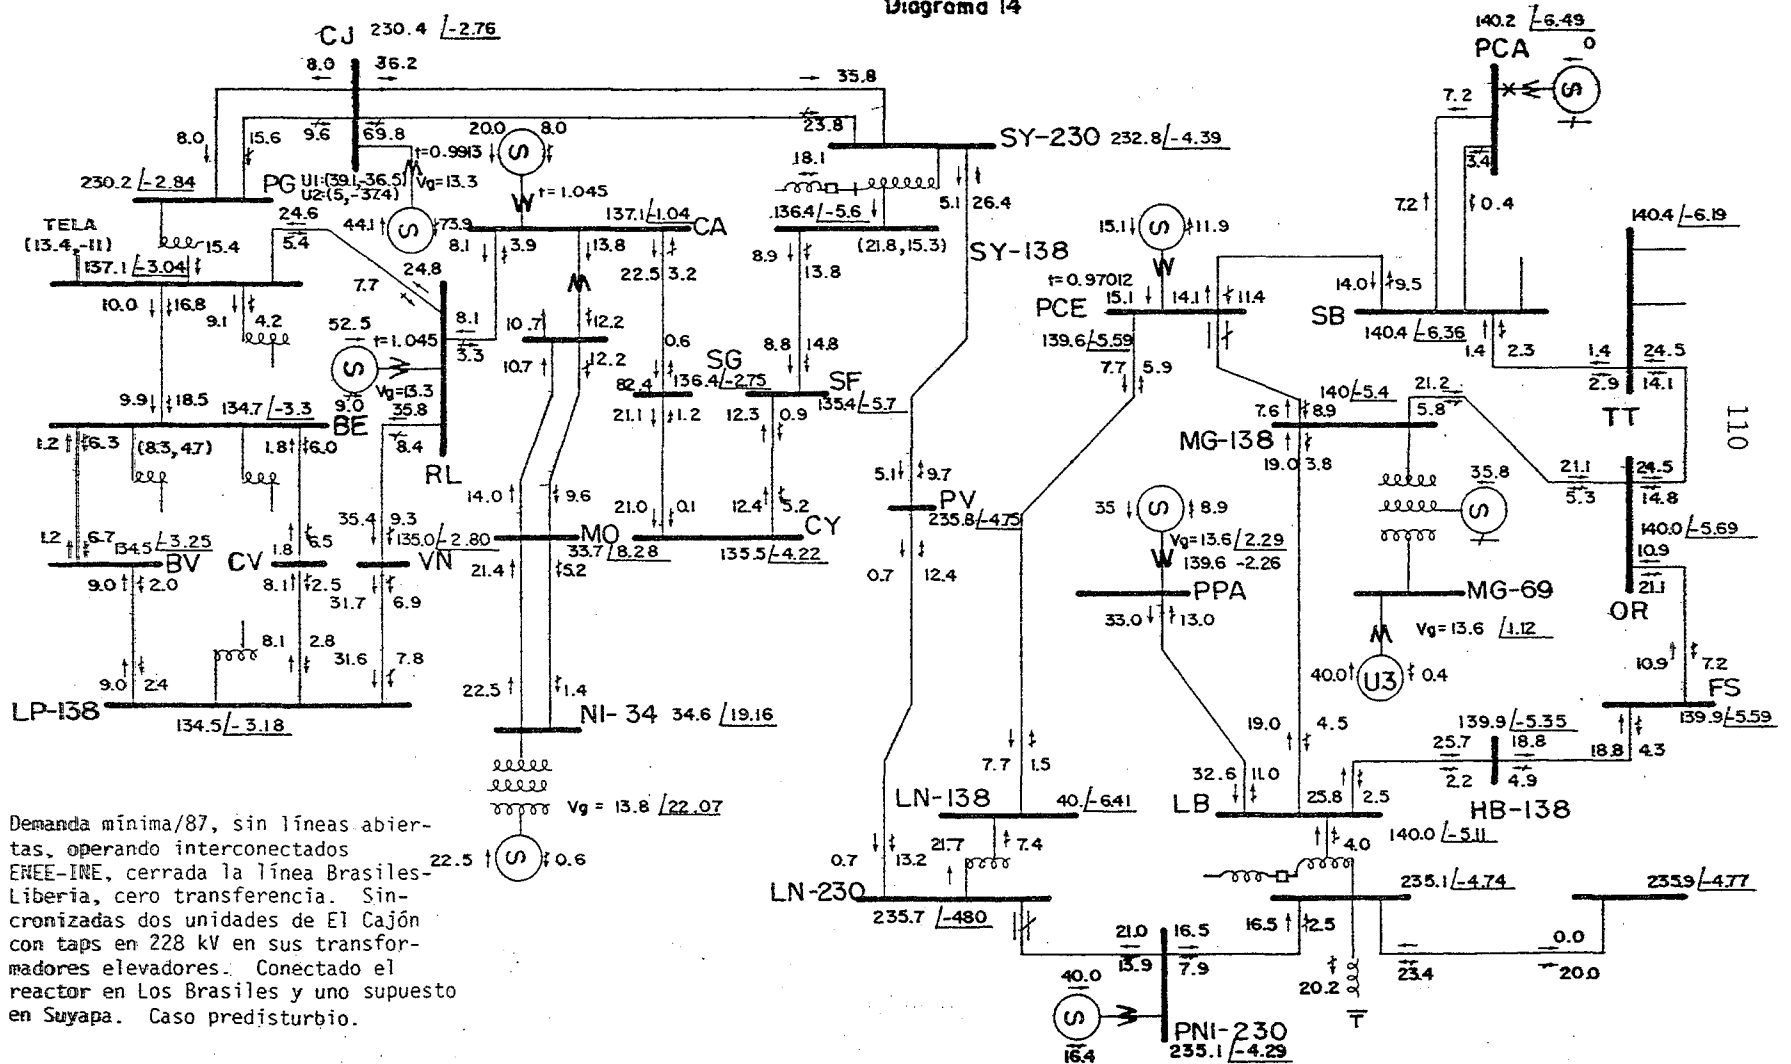 Diagrama 14
CJ 230.4 /-2.76
8.0 36.2
35.8
9.6 69.8
20.0 8.0
23.8
S
SY-230 232.8/-4.39
8.0 15.6
t=0.9913
230.2 /-2.84
PG U1:(39.1,-36.5) Vg=13.3
U2:(5,-37.4)
t=1.045
18.1
5.1 26.4
44.1 S 73.9
137.1/-1.04 CA
136.4/-5.6
(21.8, 15.3)
SY-138
TELA
(13.4,-11)
24.6
5.4
15.4
8.1 3.9 13.8
22.5 3.2
8.9 13.8
137.1/-3.04
24.8
7.7
10.0 16.8
9.1 4.2
8.1
3.3
10.7 12.2
10.7 12.2
0.6
8.8 14.8
52.5
t=1.045
S
Vg=13.3
9.0
SG
82.4 136.4/-2.75
SF
135.4/-5.7
9.9 18.5
134.7 /-3.3
BE
35.8
8.4
21.1 1.2
12.3 0.9
1.2 6.3
(8.3, 4.7)
1.8 6.0
RL
14.0 9.6
21.0 0.1
12.4 5.2
5.1 9.7
PV
235.8/-4.75
35.4 9.3
1.2 6.7
134.5/-3.25
BV
CV
1.8 6.5
135.0/-2.80
VN
MO
33.7 /8.28
CY
135.5/-4.22
9.0 2.0
8.1 2.5
31.7 6.9
21.4 5.2
0.7 12.4
8.1 2.8
31.6 7.8
9.0 2.4
22.5 1.4
LP-138
134.5/-3.18
NI-34 34.6 /19.16
Vg = 13.8 /22.07
22.5 S 0.6
140.2 /-6.49
PCA
0
S
7.2
3.4
7.2 0.4
140.4/-6.19
15.1 S 11.9
t=0.97012
PCE
15.1 14.1 11.4
139.6/-5.59
14.0 9.5
SB
140.4 /-6.36
1.4 2.3
1.4
2.9
24.5
14.1
TT
7.7 5.9
140/-5.4
21.2
5.8
7.6 8.9
MG-138
19.0 3.8
21.1
5.3
24.5
14.8
35.8
S
140.0/-5.69
10.9
21.1
OR
35 S 8.9
Vg=13.6 /2.29
139.6 -2.26
PPA
33.0 13.0
MG-69
Vg=13.6 /1.12
40.0 U3 0.4
10.9 7.2
FS
139.9/-5.59
139.9/-5.35
25.7
2.2
18.8
4.9
18.8 4.3
HB-138
19.0 4.5
7.7 1.5
32.6 11.0
25.8 2.5
LN-138
40./-6.41
LB
140.0 /-5.11
4.0
0.7 13.2
21.7 7.4
LN-230
235.7 /-480
235.1/-4.74
235.9/-4.77
21.0
13.9
16.5
7.9
16.5 2.5
23.4
0.0
20.0
20.2
40.0
S
16.4
PNI-230
235.1/-4.29
110
Demanda mínima/87, sin líneas abier-
tas, operando interconectados
ENEE-INE, cerrada la línea Brasiles-
Liberia, cero transferencia. Sin-
cronizadas dos unidades de El Cajón
con taps en 228 kV en sus transfor-
madores elevadores. Conectado el
reactor en Los Brasiles y uno supuesto
en Suyapa. Caso predisturbio.